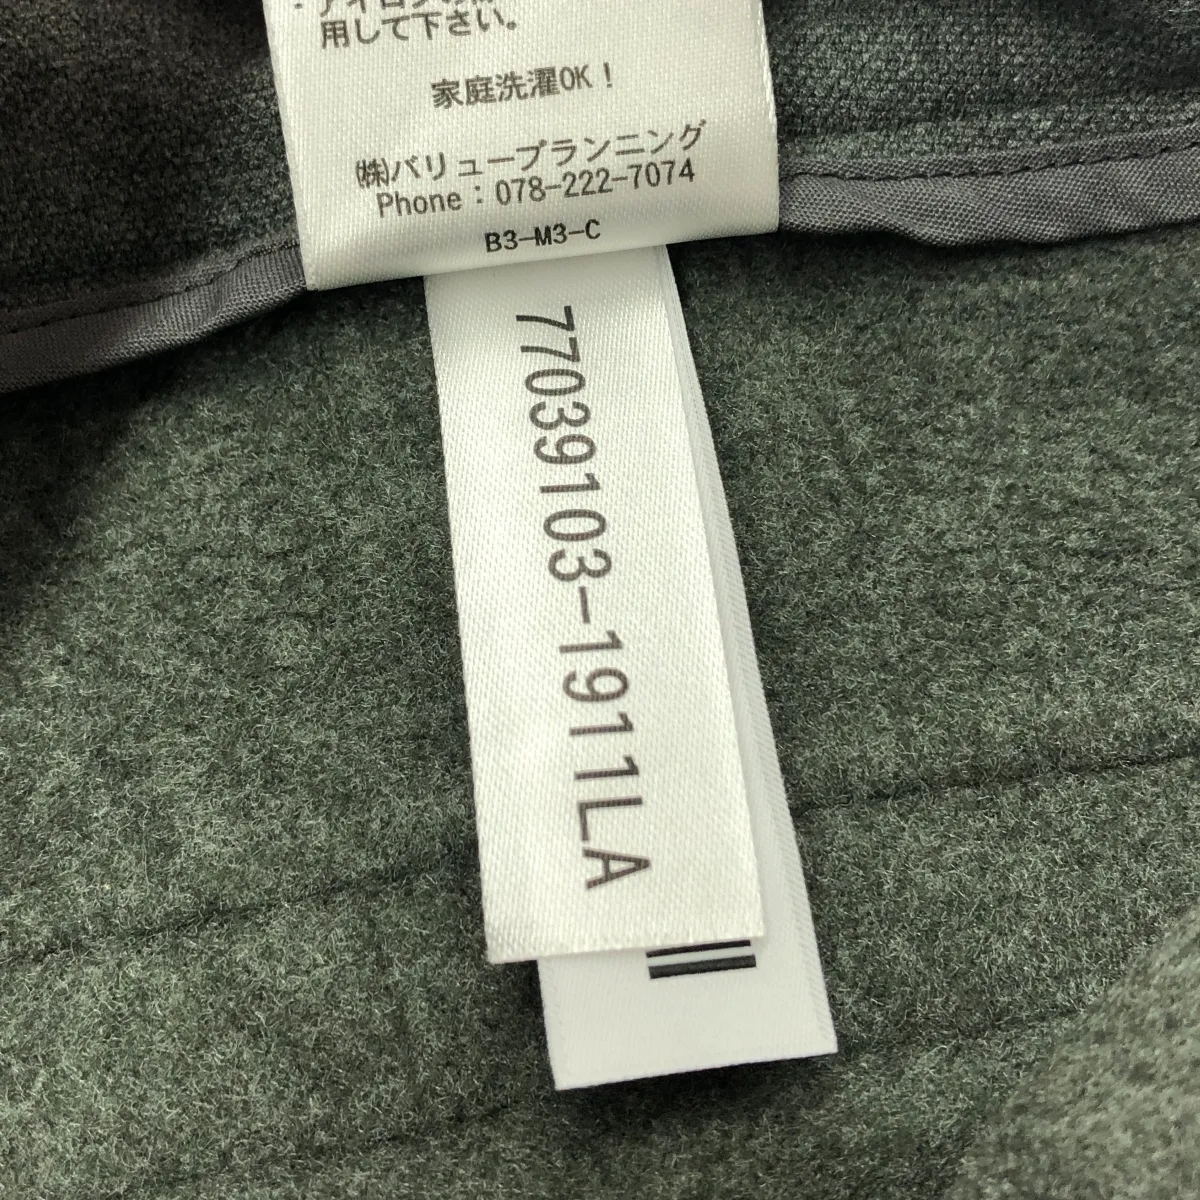 用して下さい。
家庭洗濯OK！
㈱バリュープランニング
Phone : 078-222-7074
B3-M3-C
77039103-1911LA